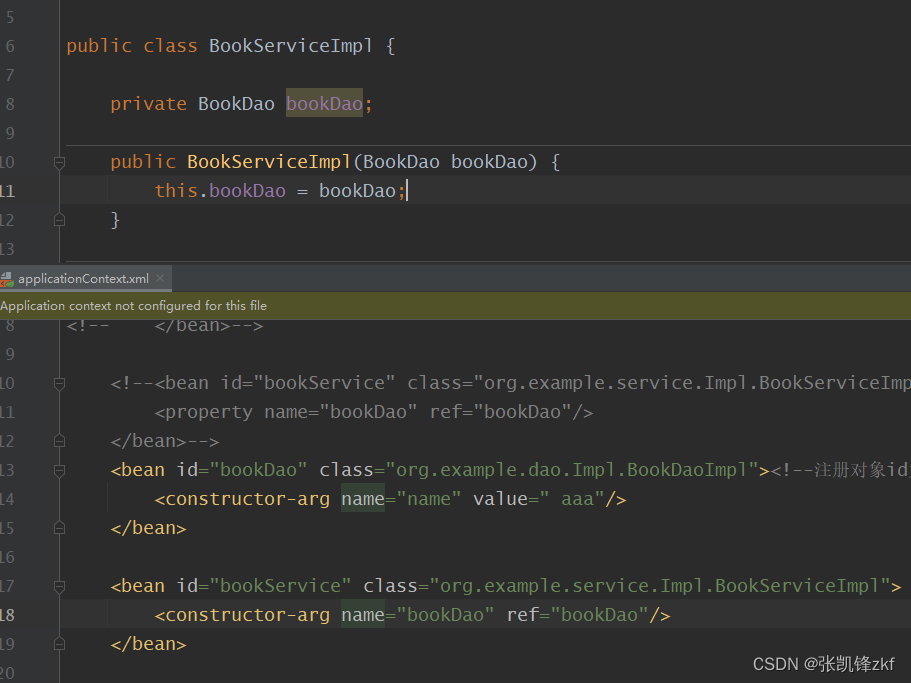 5
6 public class BookServiceImpl {
7
8 private BookDao bookDao;
9
10 public BookServiceImpl(BookDao bookDao) {
11 this.bookDao = bookDao;
12 }
13
applicationContext.xml ×
Application context not configured for this file
8 <!-- </bean>-->
9
10 <!--<bean id="bookService" class="org.example.service.Impl.BookServiceImp
11 <property name="bookDao" ref="bookDao"/>
12 </bean>-->
13 <bean id="bookDao" class="org.example.dao.Impl.BookDaoImpl"><!--注册对象id
14 <constructor-arg name="name" value=" aaa"/>
15 </bean>
16
17 <bean id="bookService" class="org.example.service.Impl.BookServiceImpl">
18 <constructor-arg name="bookDao" ref="bookDao"/>
19 </bean>
20
CSDN @张凯锋zkf